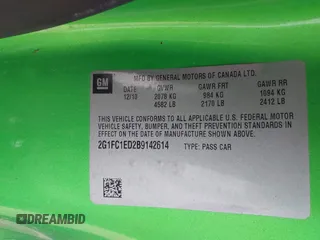 GM
MFD BY GENERAL MOTORS OF CANADA LTD.
DATE GVWR GAWR FRT GAWR RR
12/10 2078 KG 984 KG 1094 KG
4582 LB 2170 LB 2412 LB
THIS VEHICLE CONFORMS TO ALL APPLICABLE U.S. FEDERAL MOTOR
VEHICLE SAFETY, BUMPER, AND THEFT PREVENTION STANDARDS IN
EFFECT ON THE DATE OF MANUFACTURE SHOWN ABOVE.
2G1FC1ED2B9142614 TYPE: PASS CAR
DREAMBID